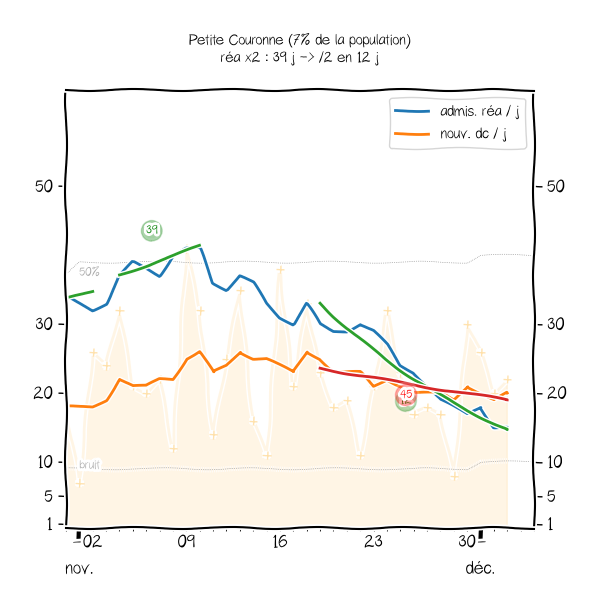 Petite Couronne (7% de la population)
réa x2 : 39 j -> /2 en 12 j
admis. réa / j
nouv. dc / j
50
50
39
50%
30
30
20
20
45
10
bruit
10
5
5
1
1
02
09
16
23
30
nov.
déc.